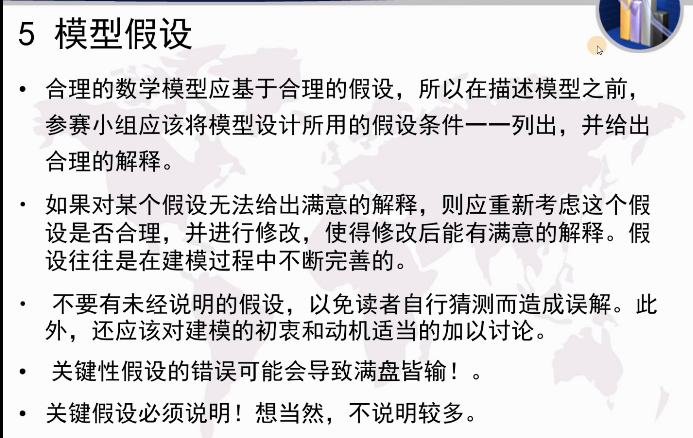 5 模型假设
• 合理的数学模型应基于合理的假设，所以在描述模型之前，
参赛小组应该将模型设计所用的假设条件一一列出，并给出
合理的解释。
• 如果对某个假设无法给出满意的解释，则应重新考虑这个假
设是否合理，并进行修改，使得修改后能有满意的解释。假
设往往是在建模过程中不断完善的。
• 不要有未经说明的假设，以免读者自行猜测而造成误解。此
外，还应该对建模的初衷和动机适当的加以讨论。
• 关键性假设的错误可能会导致满盘皆输！。
• 关键假设必须说明！想当然，不说明较多。